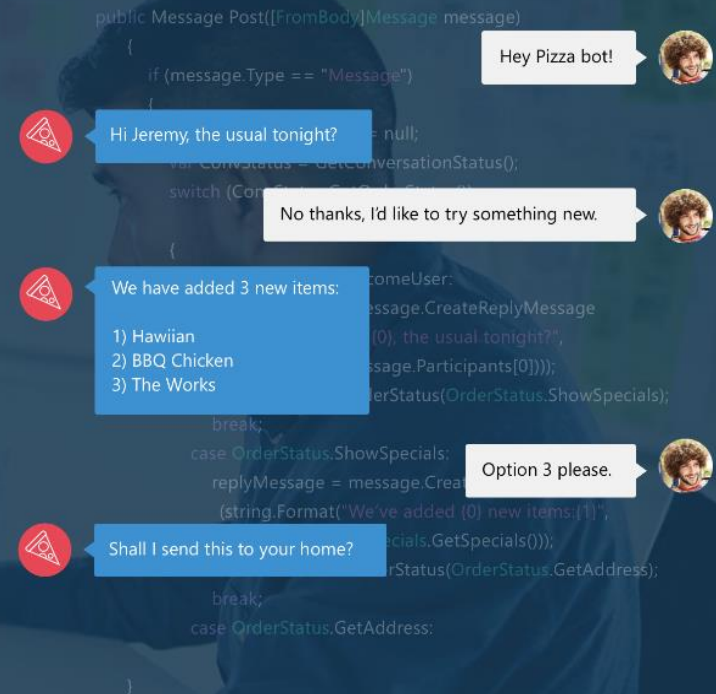 public Message Post([FromBody]Message message)
{
Hey Pizza bot!
if (message.Type == "Message")
{
Hi Jeremy, the usual tonight?
= null;
var ConvStatus = GetConversationStatus();
switch (Con
No thanks, I'd like to try something new.
{
We have added 3 new items:
1) Hawiian
2) BBQ Chicken
3) The Works
comeUser:
essage.CreateReplyMessage
{0}, the usual tonight?",
ssage.Participants[0])));
erStatus(OrderStatus.ShowSpecials);
break;
case OrderStatus.ShowSpecials:
Option 3 please.
replyMessage = message.Creat
(string.Format("We've added {0} new items:{1}",
Shall I send this to your home?
ecials.GetSpecials()));
rStatus(OrderStatus.GetAddress);
break;
case OrderStatus.GetAddress:
}